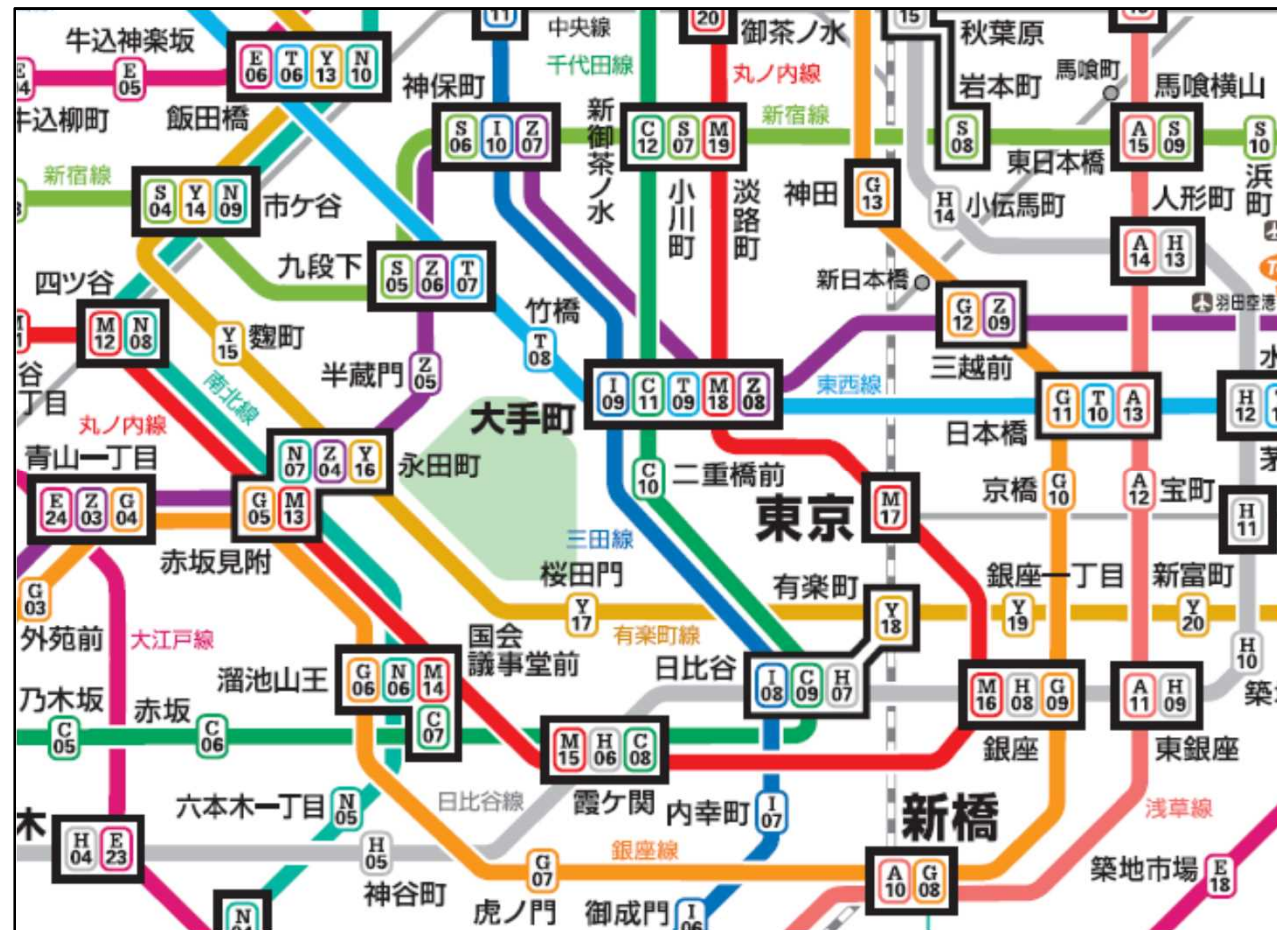 11
中央線
20
御茶ノ水
15
秋葉原
牛込神楽坂
E 06 T 06 Y 13 N 10
千代田線
丸ノ内線
馬喰町
E 05
神保町
岩本町
馬喰横山
牛込柳町
飯田橋
S 06 I 10 Z 07
新御茶ノ水
C 12 S 07 M 19
新宿線
S 08
A 15 S 09
S 10
東日本橋
新宿線
S 04 Y 14 N 09
市ケ谷
小川町
淡路町
神田
G 13
H 14
小伝馬町
人形町
浜町
A 14 H 13
四ツ谷
九段下
S 05 Z 06 T 07
新日本橋
竹橋
羽田空港
M 12 N 08
Y 15
麴町
T 08
G 12 Z 09
谷
丁目
半蔵門
Z 05
三越前
南北線
I 09 C 11 T 09 M 18 Z 08
東西線
G 11 T 10 A 13
H 12
丸ノ内線
大手町
日本橋
青山一丁目
N 07 Z 04 Y 16
永田町
C 10
二重橋前
京橋
G 10
A 12
宝町
E 24 Z 03 G 04
G 05 M 13
東京
M 17
H 11
三田線
赤坂見附
桜田門
有楽町
銀座一丁目
新富町
G 03
Y 17
Y 18
Y 19
Y 20
外苑前
大江戸線
国会
議事堂前
有楽町線
日比谷
H 10
溜池山王
G 06 N 06 M 14
C 07
I 08 C 09 H 07
M 16 H 08 G 09
A 11 H 09
築
乃木坂
赤坂
C 05
C 06
M 15 H 06 C 08
銀座
東銀座
六本木一丁目
N 05
日比谷線
霞ケ関
内幸町
I 07
新橋
浅草線
木
H 04 E 23
H 05
銀座線
神谷町
G 07
A 10 G 08
築地市場
E 18
虎ノ門
御成門
I 06
N 04